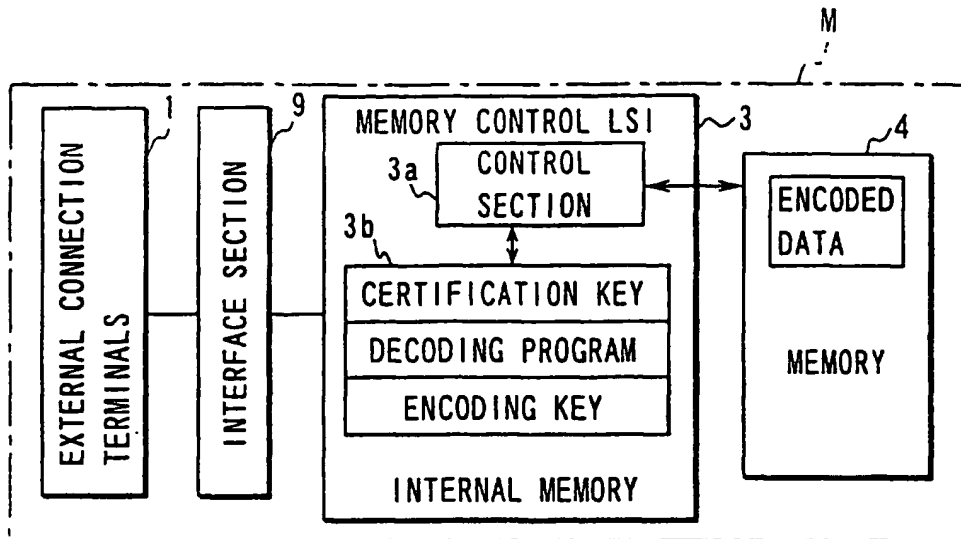 M
1
EXTERNAL CONNECTION
TERMINALS
9
INTERFACE SECTION
MEMORY CONTROL LSI
3
3a
CONTROL
SECTION
3b
CERTIFICATION KEY
DECODING PROGRAM
ENCODING KEY
INTERNAL MEMORY
4
ENCODED
DATA
MEMORY